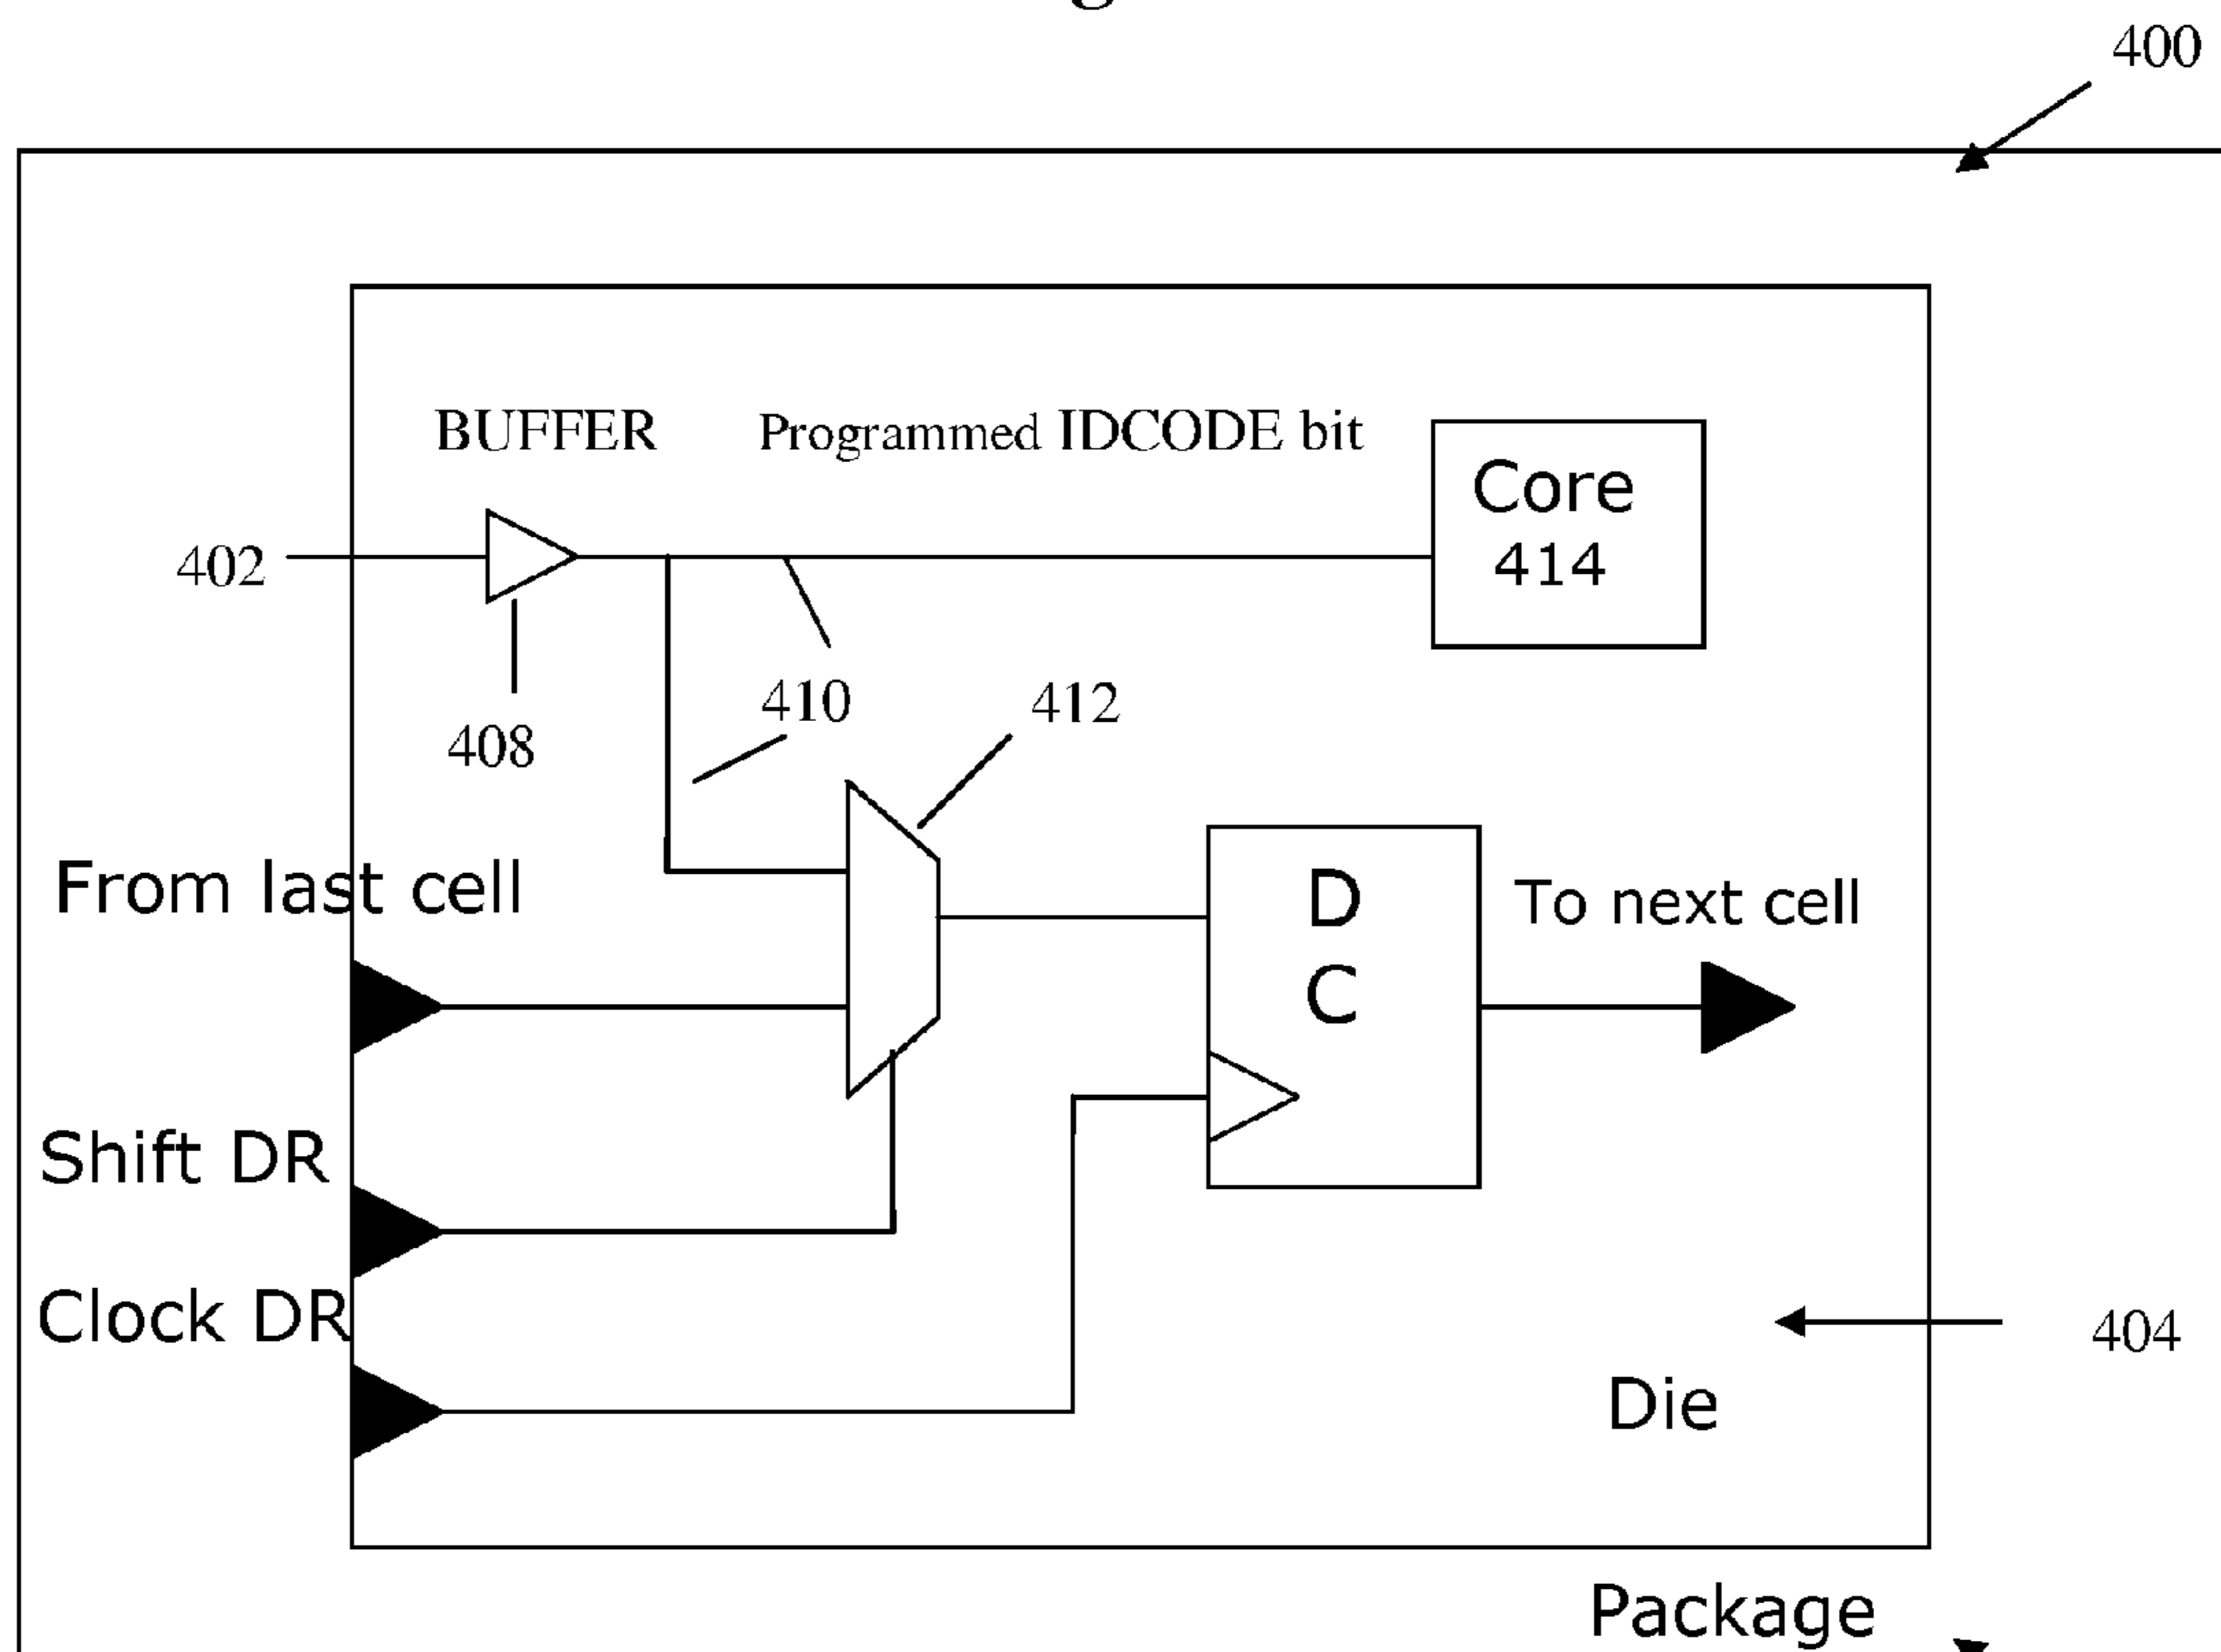 400
BUFFER
Programmed IDCODE bit
Core
414
402
408
410
412
From last cell
D
C
To next cell
Shift DR
Clock DR
404
Die
Package